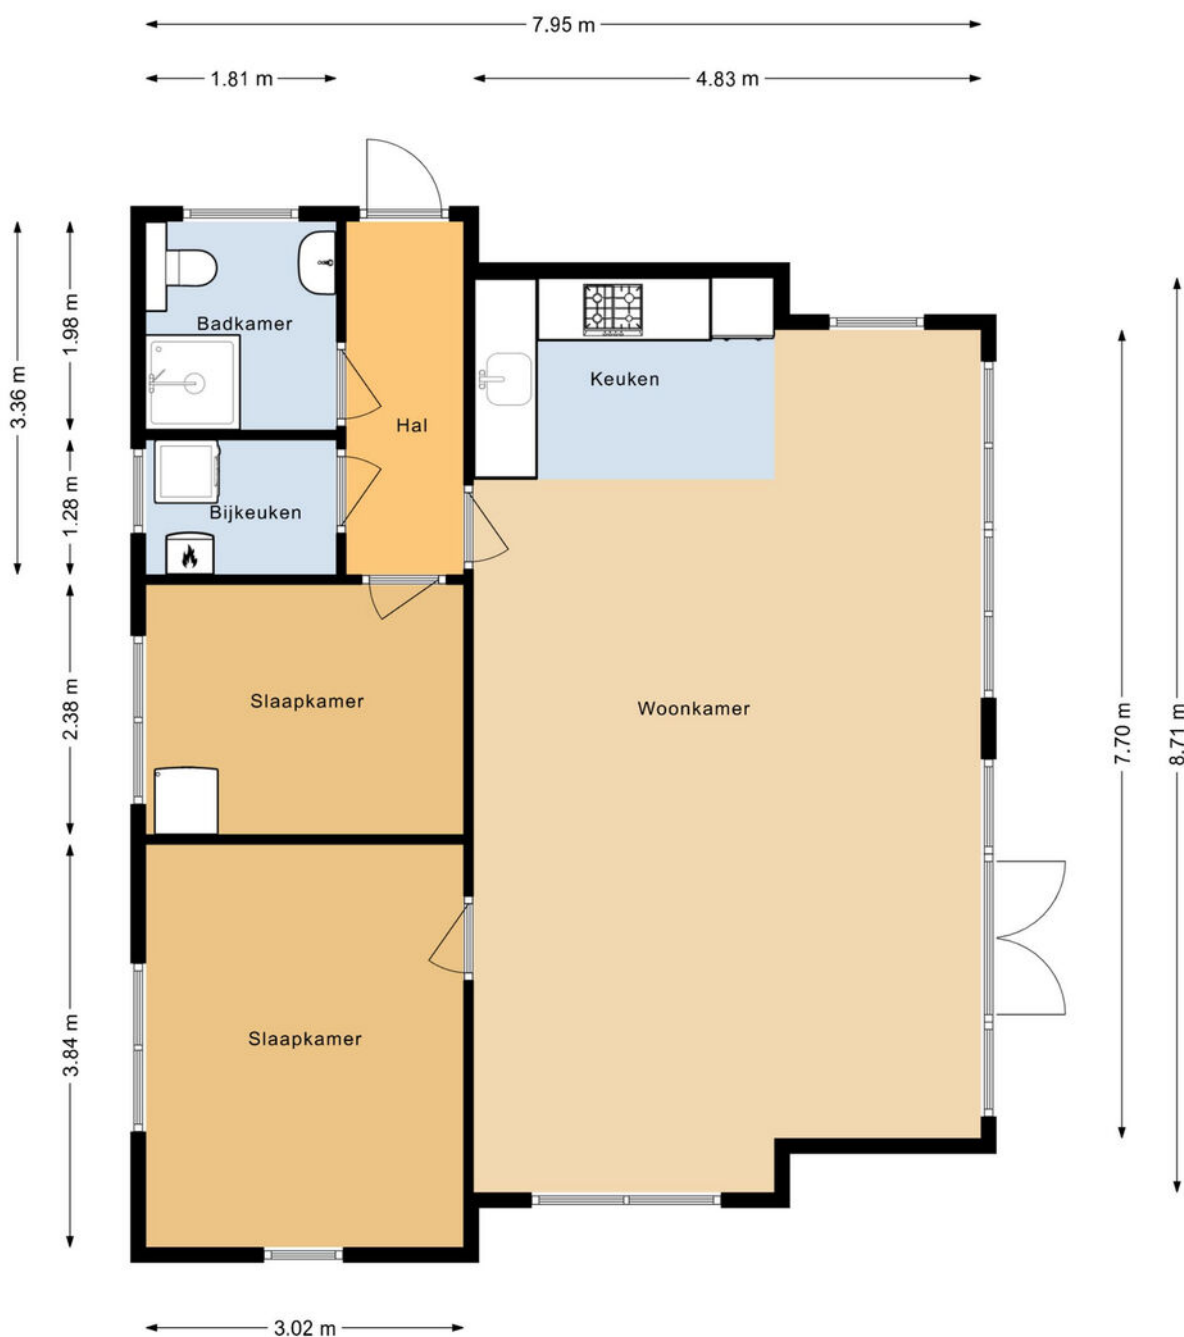 7.95 m
1.81 m
4.83 m
3.36 m
1.98 m
1.28 m
2.38 m
3.84 m
Badkamer
Hal
Keuken
Bijkeuken
Slaapkamer
Woonkamer
Slaapkamer
7.70 m
8.71 m
3.02 m